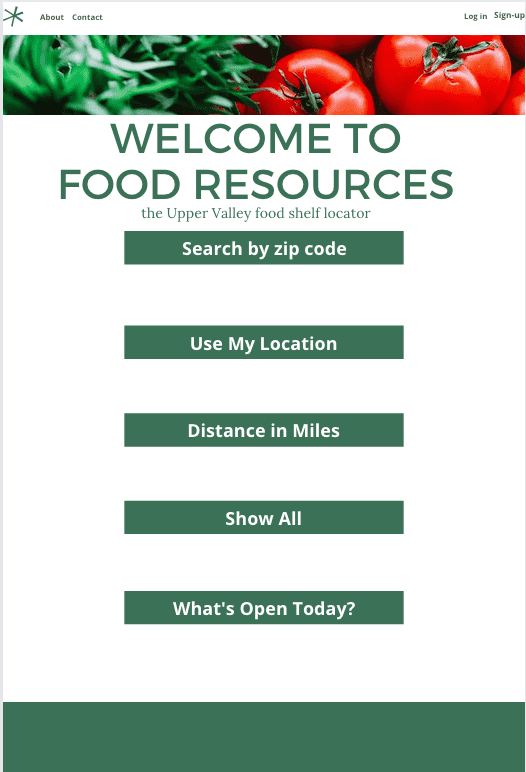 About Contact Log in Sign-up
WELCOME TO
FOOD RESOURCES
the Upper Valley food shelf locator
Search by zip code
Use My Location
Distance in Miles
Show All
What's Open Today?